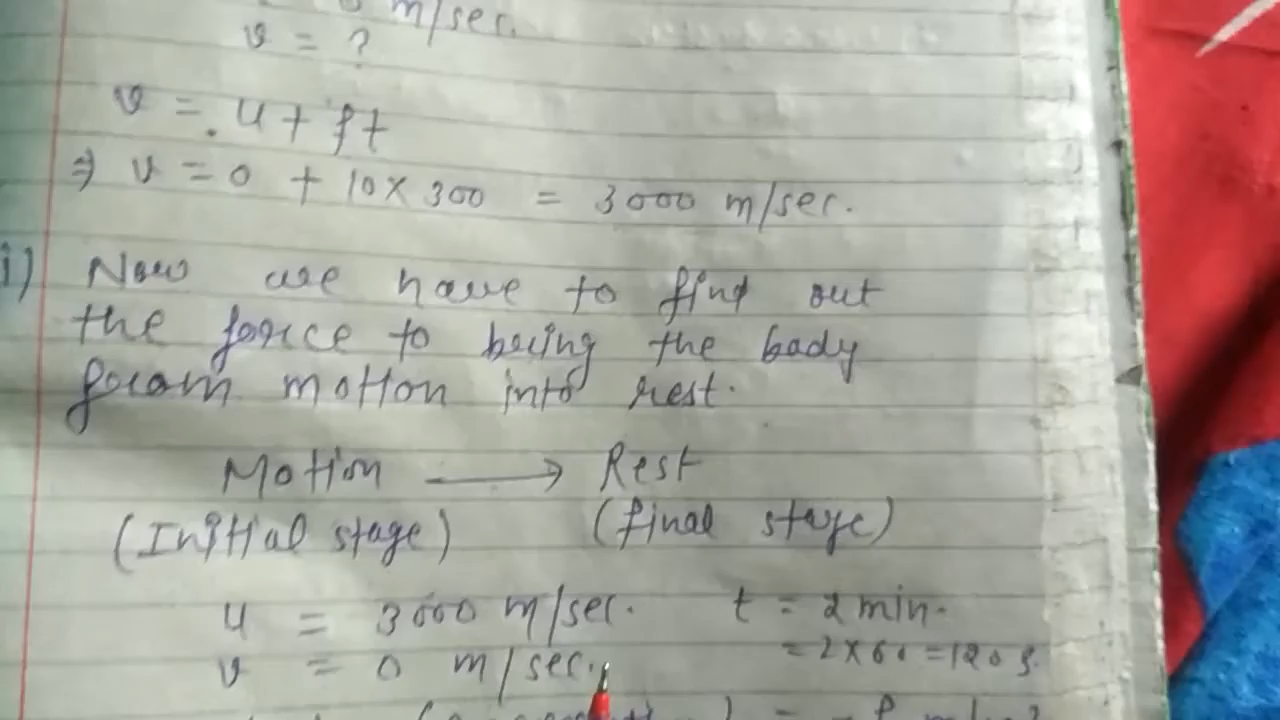 m/sec.
v = ?
v = u + ft
⇒ v = 0 + 10 × 300 = 3000 m/sec.
i) Now we have to find out
the force to bring the body
from motion into rest.
Motion ⟶ Rest
(Initial stage) (final stage)
u = 3000 m/sec. t = 2 min.
= 2×60 = 120 s.
v = 0 m/sec.